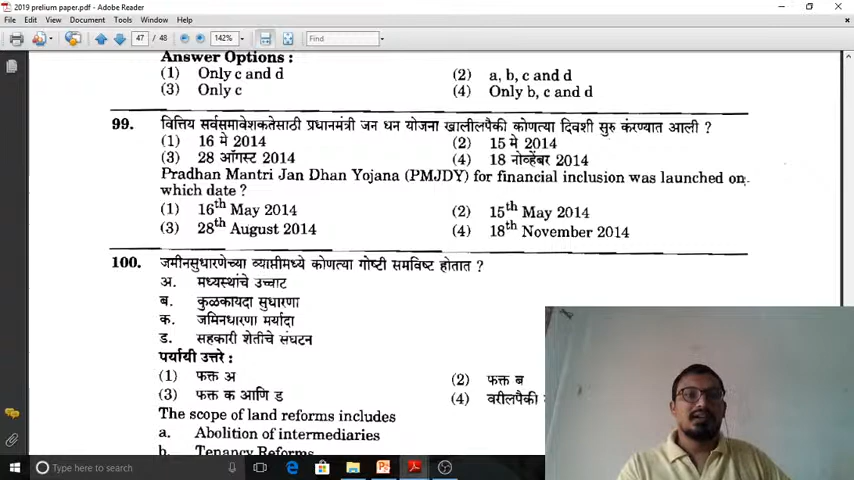 2019 prelium paper.pdf - Adobe Reader
File Edit View Document Tools Window Help
47 / 48 142% Find
Answer Options :
(1) Only c and d (2) a, b, c and d
(3) Only c (4) Only b, c and d
99. वित्तिय सर्वसमावेशकतेसाठी प्रधानमंत्री जन धन योजना खालीलपैकी कोणत्या दिवशी सुरु करंण्यात आली ?
(1) 16 मे 2014 (2) 15 मे 2014
(3) 28 ऑगस्ट 2014 (4) 18 नोव्हेंबर 2014
Pradhan Mantri Jan Dhan Yojana (PMJDY) for financial inclusion was launched on
which date ?
(1) 16th May 2014 (2) 15th May 2014
(3) 28th August 2014 (4) 18th November 2014
100. जमीनसुधारणेच्या व्याप्तीमध्ये कोणत्या गोष्टी समविष्ट होतात ?
अ. मध्यस्थांचे उच्चाट
ब. कुळकायदा सुधारणा
क. जमिनधारणा मर्यादा
ड. सहकारी शेतीचे संघटन
पर्यायी उत्तरे :
(1) फक्त अ (2) फक्त ब
(3) फक्त क आणि ड (4) वरीलपैकी
The scope of land reforms includes
a. Abolition of intermediaries
b. Tenancy Reforms
Type here to search